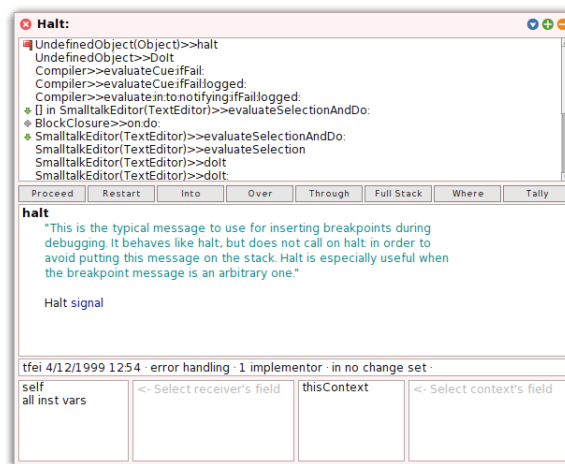 Halt:
UndefinedObject(Object)>>halt
UndefinedObject>>DoIt
Compiler>>evaluateCue:ifFail:
Compiler>>evaluateCue:ifFail:logged:
Compiler>>evaluate:in:to:notifying:ifFail:logged:
[] in SmalltalkEditor(TextEditor)>>evaluateSelectionAndDo:
BlockClosure>>on:do:
SmalltalkEditor(TextEditor)>>evaluateSelectionAndDo:
SmalltalkEditor(TextEditor)>>evaluateSelection
SmalltalkEditor(TextEditor)>>doIt
SmalltalkEditor(TextEditor)>>doIt:
Proceed Restart Into Over Through Full Stack Where Tally
halt
"This is the typical message to use for inserting breakpoints during
debugging. It behaves like halt:, but does not call on halt: in order to
avoid putting this message on the stack. Halt is especially useful when
the breakpoint message is an arbitrary one."
Halt signal
tfei 4/12/1999 12:54 · error handling · 1 implementor · in no change set ·
self <- Select receiver's field thisContext <- Select context's field
all inst vars